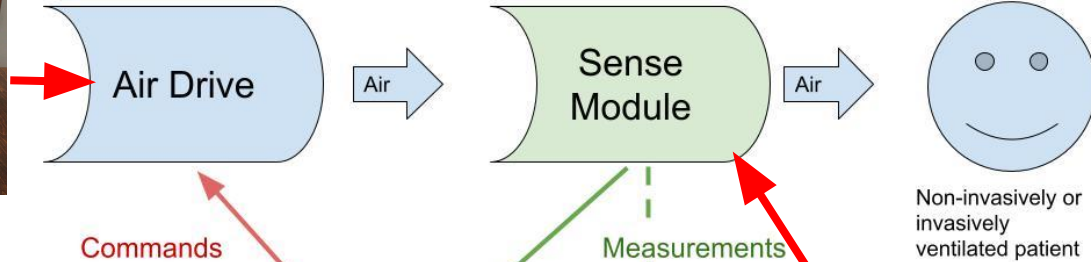 Air Drive
Air
Sense
Module
Air
Non-invasively or
invasively
ventilated patient
Commands
Measurements